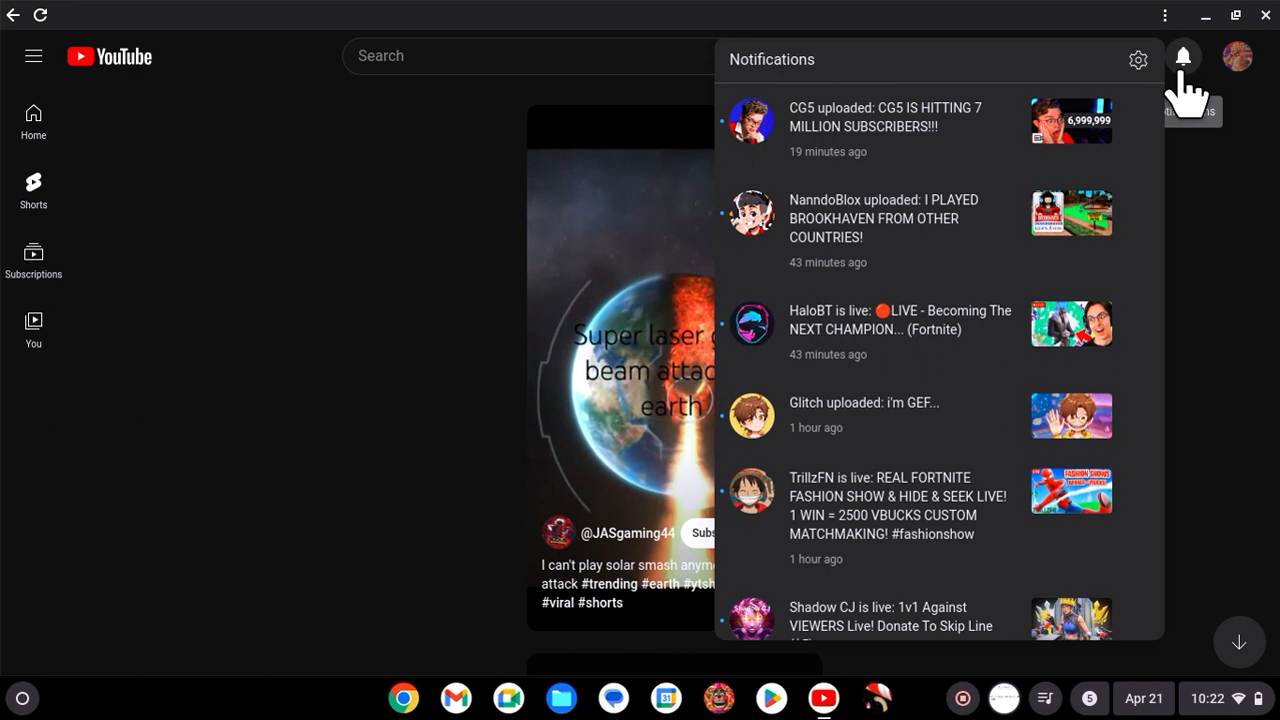 YouTube
Search
Home
Shorts
Subscriptions
You
Super laser
beam attac
earth
@JASgaming44
Subs
I can't play solar smash anymo
attack #trending #earth #ytsh
#viral #shorts
Notifications
CG5 uploaded: CG5 IS HITTING 7
MILLION SUBSCRIBERS!!!
19 minutes ago
6,999,999
NanndoBlox uploaded: I PLAYED
BROOKHAVEN FROM OTHER
COUNTRIES!
43 minutes ago
HaloBT is live: 🔴LIVE - Becoming The
NEXT CHAMPION... (Fortnite)
43 minutes ago
Glitch uploaded: i'm GEF...
1 hour ago
TrillzFN is live: REAL FORTNITE
FASHION SHOW & HIDE & SEEK LIVE!
1 WIN = 2500 VBUCKS CUSTOM
MATCHMAKING! #fashionshow
1 hour ago
FASHION SHOWS
Shadow CJ is live: 1v1 Against
VIEWERS Live! Donate To Skip Line
31
5
Apr 21
10:22